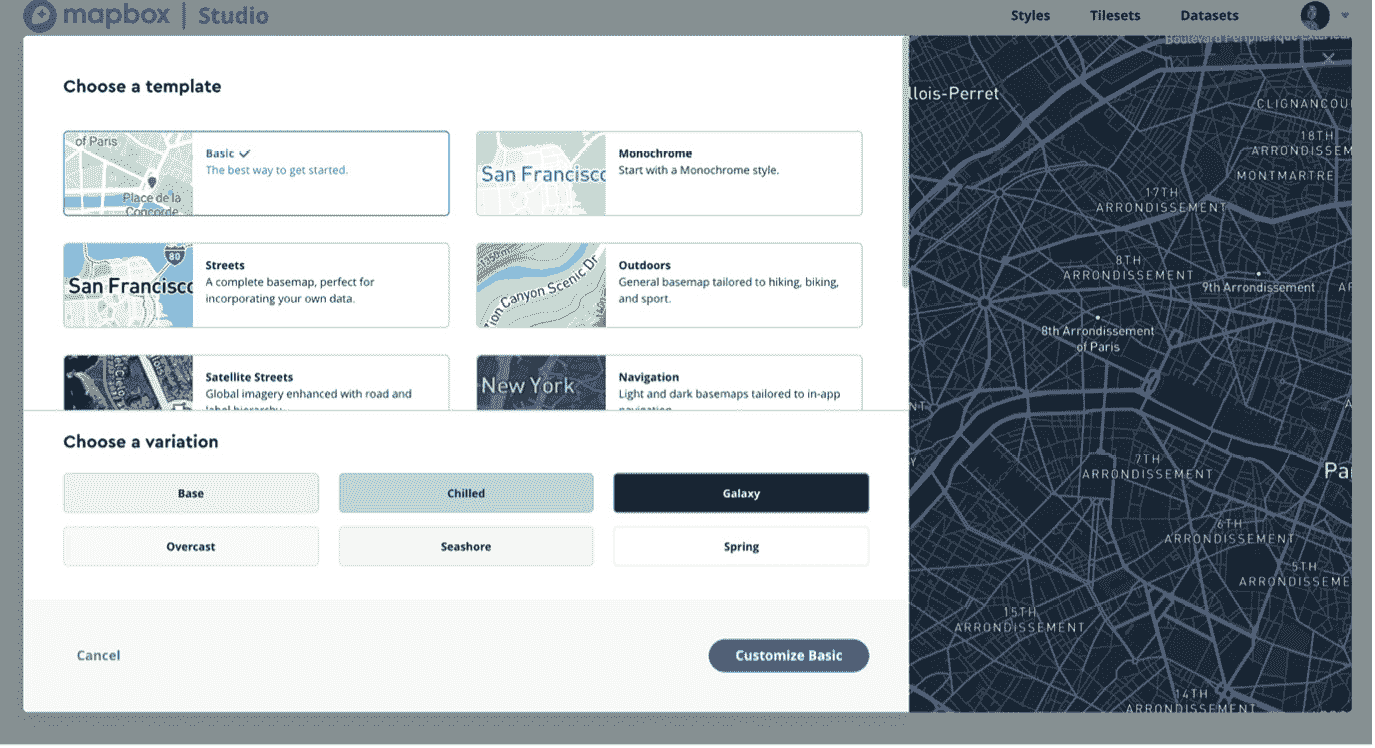 mapbox | Studio
Styles
Tilesets
Datasets
Choose a template
of Paris
Place de la
Concorde
Basic ✓
The best way to get started.
San Francisco
Monochrome
Start with a Monochrome style.
80
San Francisco
Streets
A complete basemap, perfect for
incorporating your own data.
Canyon Scenic Dr
Outdoors
General basemap tailored to hiking, biking,
and sport.
Satellite Streets
Global imagery enhanced with road and
label hierarchy.
New York
Navigation
Light and dark basemaps tailored to in-app
navigation.
Choose a variation
Base
Chilled
Galaxy
Overcast
Seashore
Spring
Cancel
Customize Basic
Boulevard Périphérique
llois-Perret
CLIGNANCOU
18TH
ARRONDISSEM
MONTMARTRE
17TH
ARRONDISSEMENT
8TH
ARRONDISSEMENT
9th Arrondissement
8th Arrondissement
of Paris
7TH
ARRONDISSEMENT
Pa
6TH
ARRONDISSEMENT
5TH
ARRONDISSEME
15TH
ARRONDISSEMENT
14TH
ARRONDISSEMENT